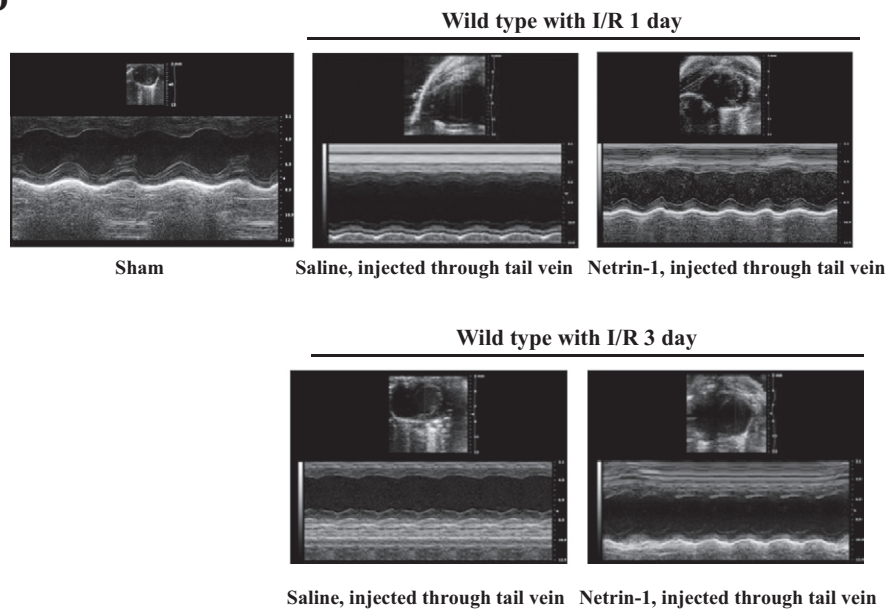 Wild type with I/R 1 day
Sham
Saline, injected through tail vein
Netrin-1, injected through tail vein
Wild type with I/R 3 day
Saline, injected through tail vein
Netrin-1, injected through tail vein